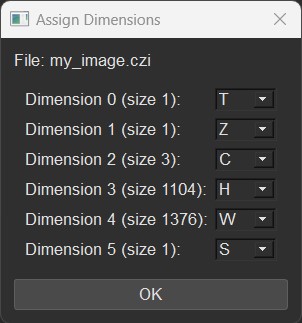 Assign Dimensions
File: my_image.czi
Dimension 0 (size 1): T
Dimension 1 (size 1): Z
Dimension 2 (size 3): C
Dimension 3 (size 1104): H
Dimension 4 (size 1376): W
Dimension 5 (size 1): S
OK